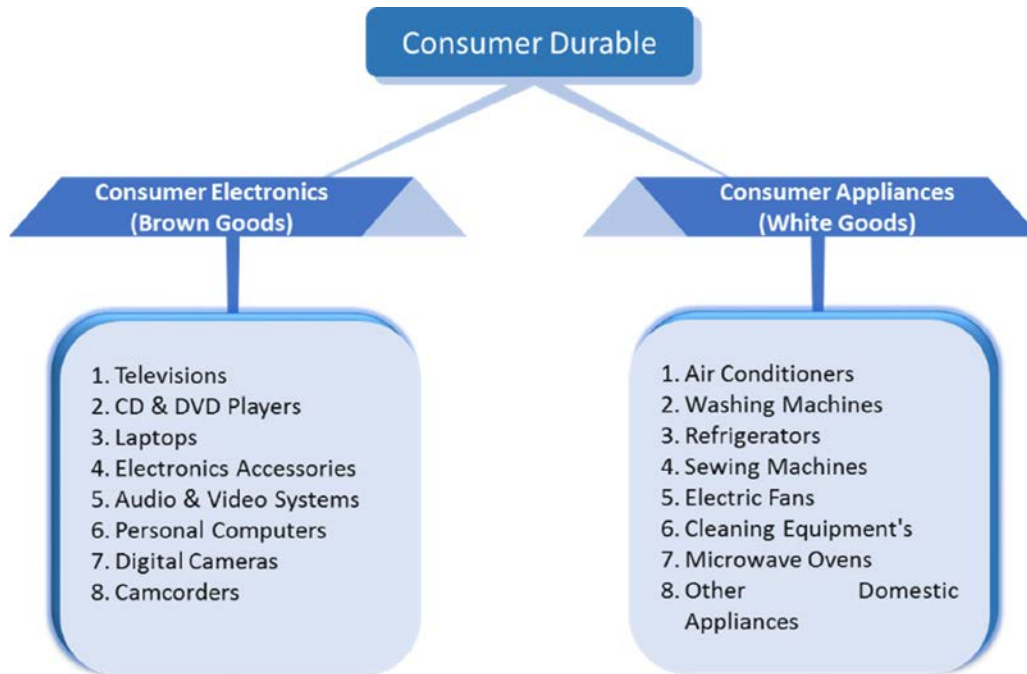 Consumer Durable
Consumer Electronics
(Brown Goods)
1. Televisions
2. CD & DVD Players
3. Laptops
4. Electronics Accessories
5. Audio & Video Systems
6. Personal Computers
7. Digital Cameras
8. Camcorders
Consumer Appliances
(White Goods)
1. Air Conditioners
2. Washing Machines
3. Refrigerators
4. Sewing Machines
5. Electric Fans
6. Cleaning Equipment's
7. Microwave Ovens
8. Other Domestic
Appliances